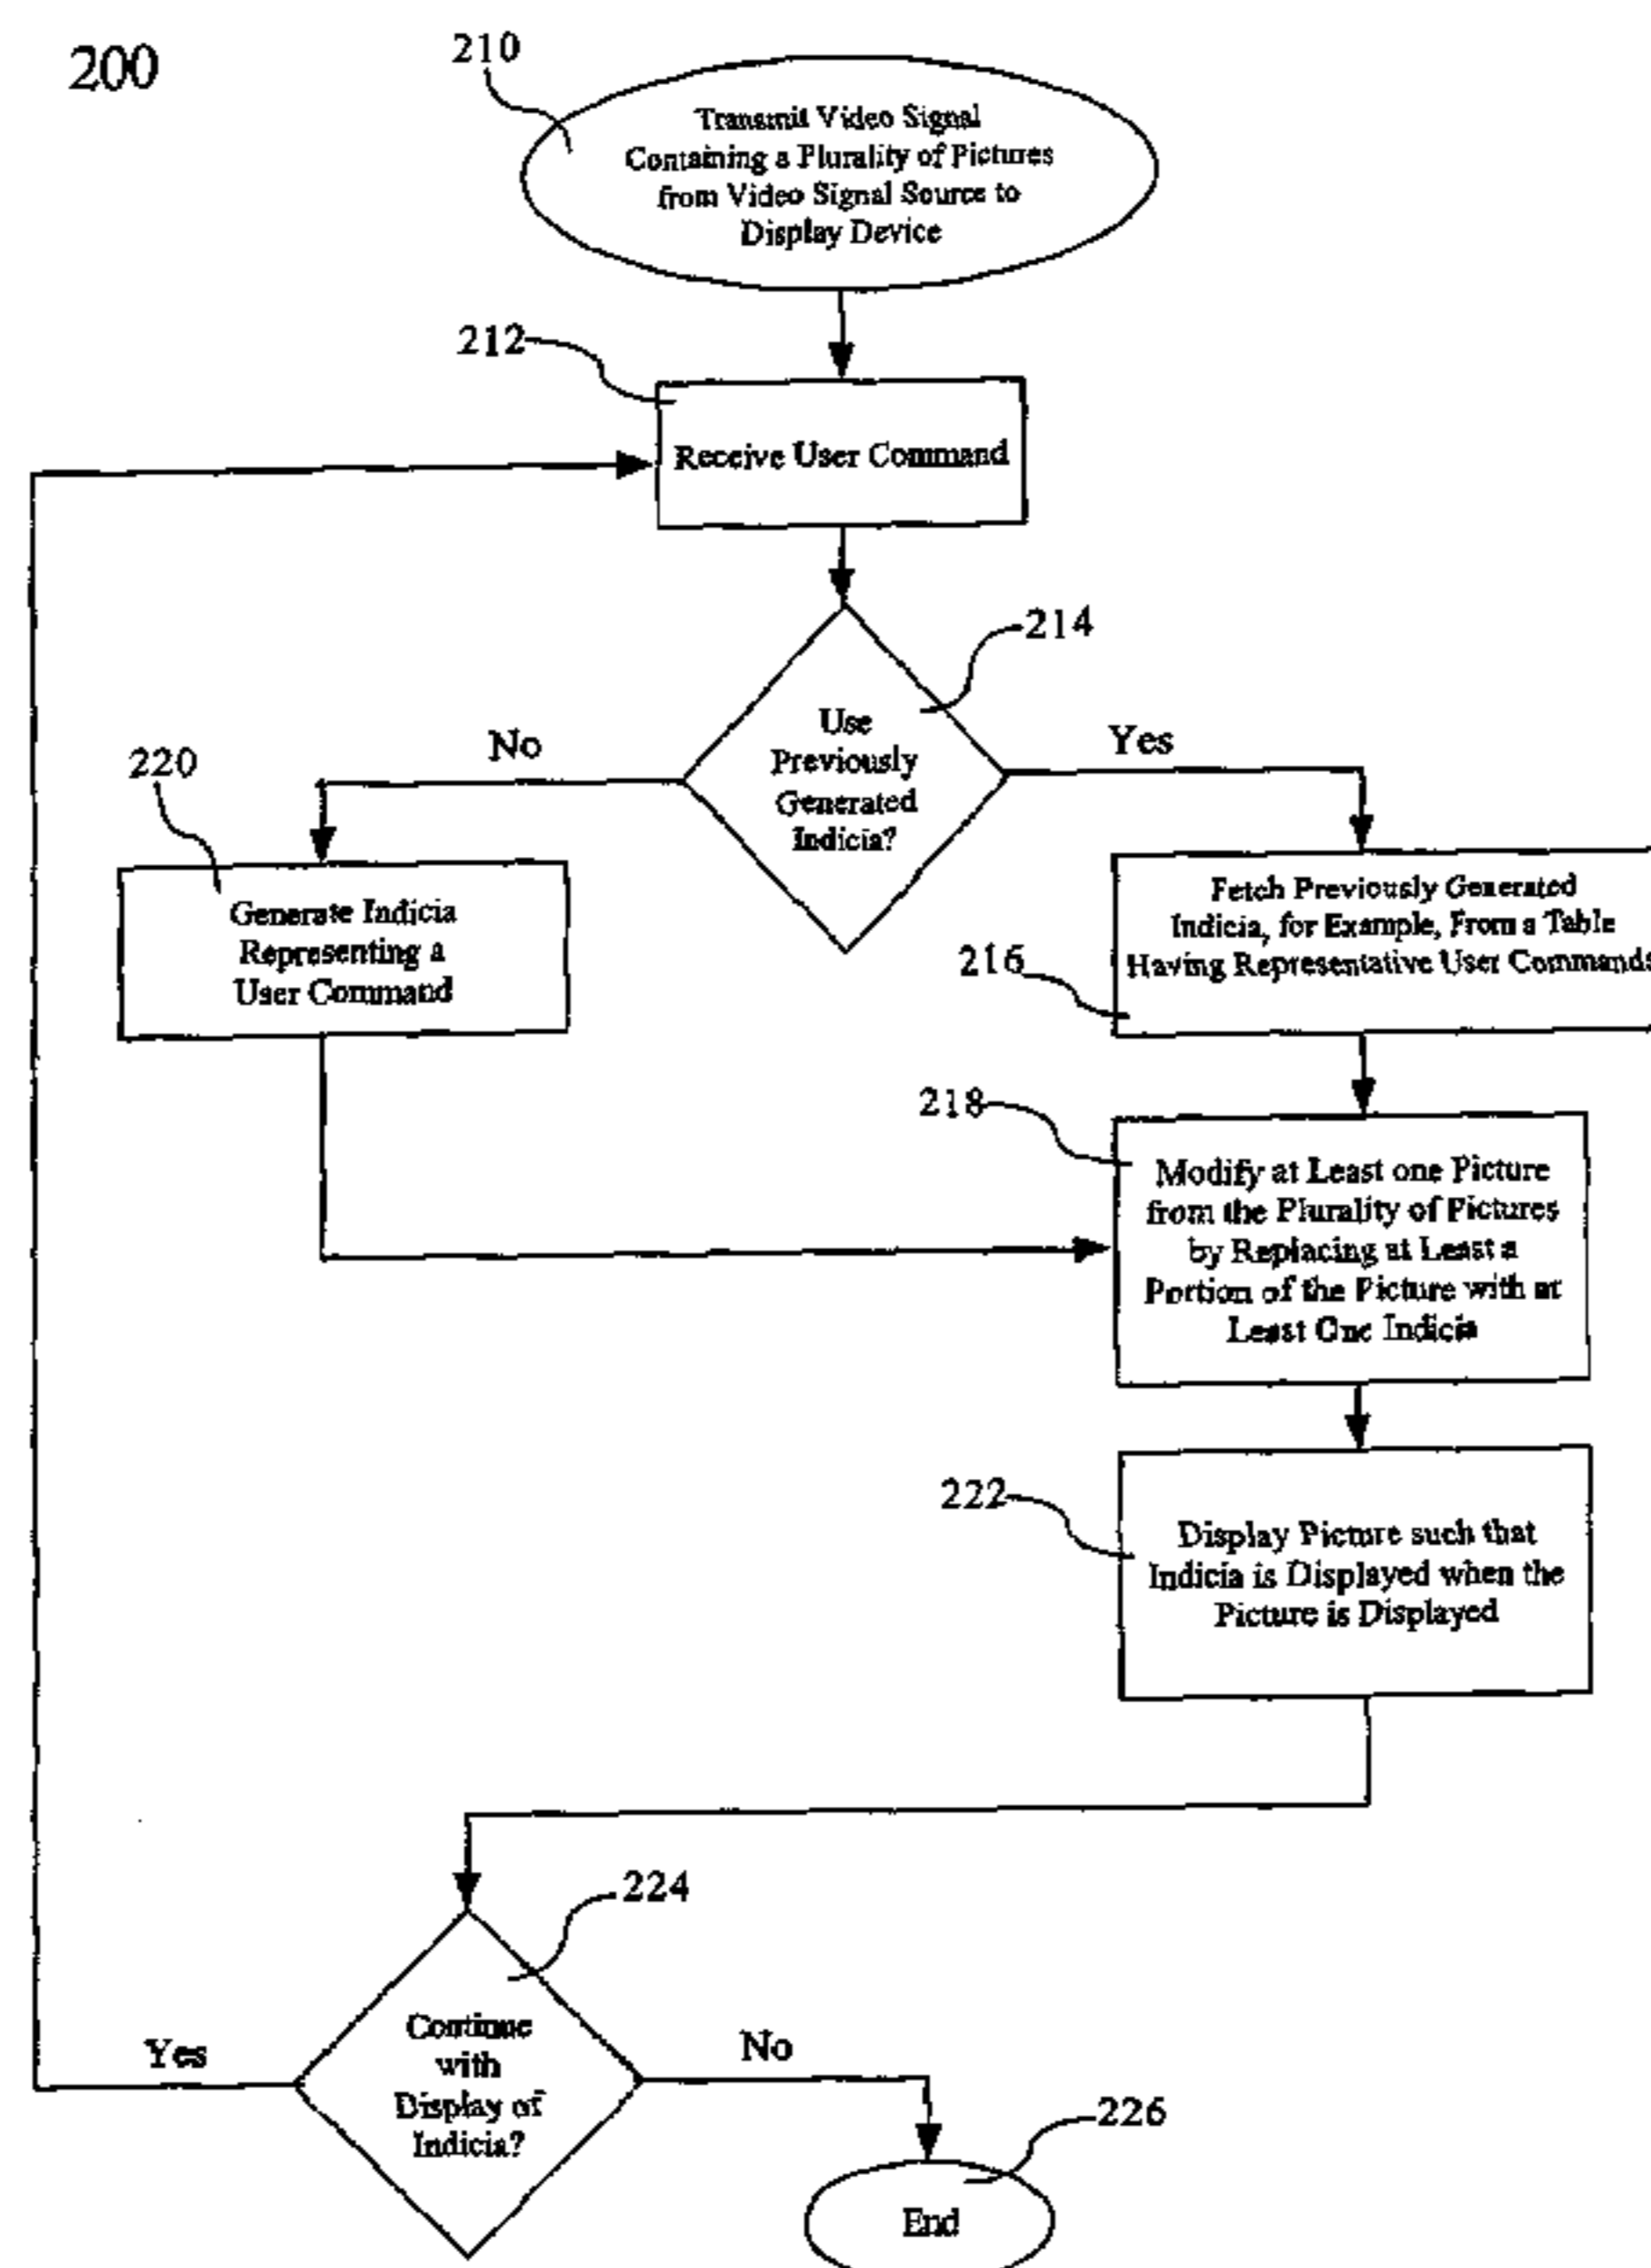 200
210
Transmit Video Signal
Containing a Plurality of Pictures
from Video Signal Source to
Display Device
212
Receive User Command
214
Use
Previously
Generated
Indicia?
No
Yes
220
Generate Indicia
Representing a
User Command
Fetch Previously Generated
Indicia, for Example, From a Table
Having Representative User Commands
216
218
Modify at Least one Picture
from the Plurality of Pictures
by Replacing at Least a
Portion of the Picture with at
Least One Indicia
222
Display Picture such that
Indicia is Displayed when the
Picture is Displayed
224
Continue
with
Display of
Indicia?
Yes
No
226
End